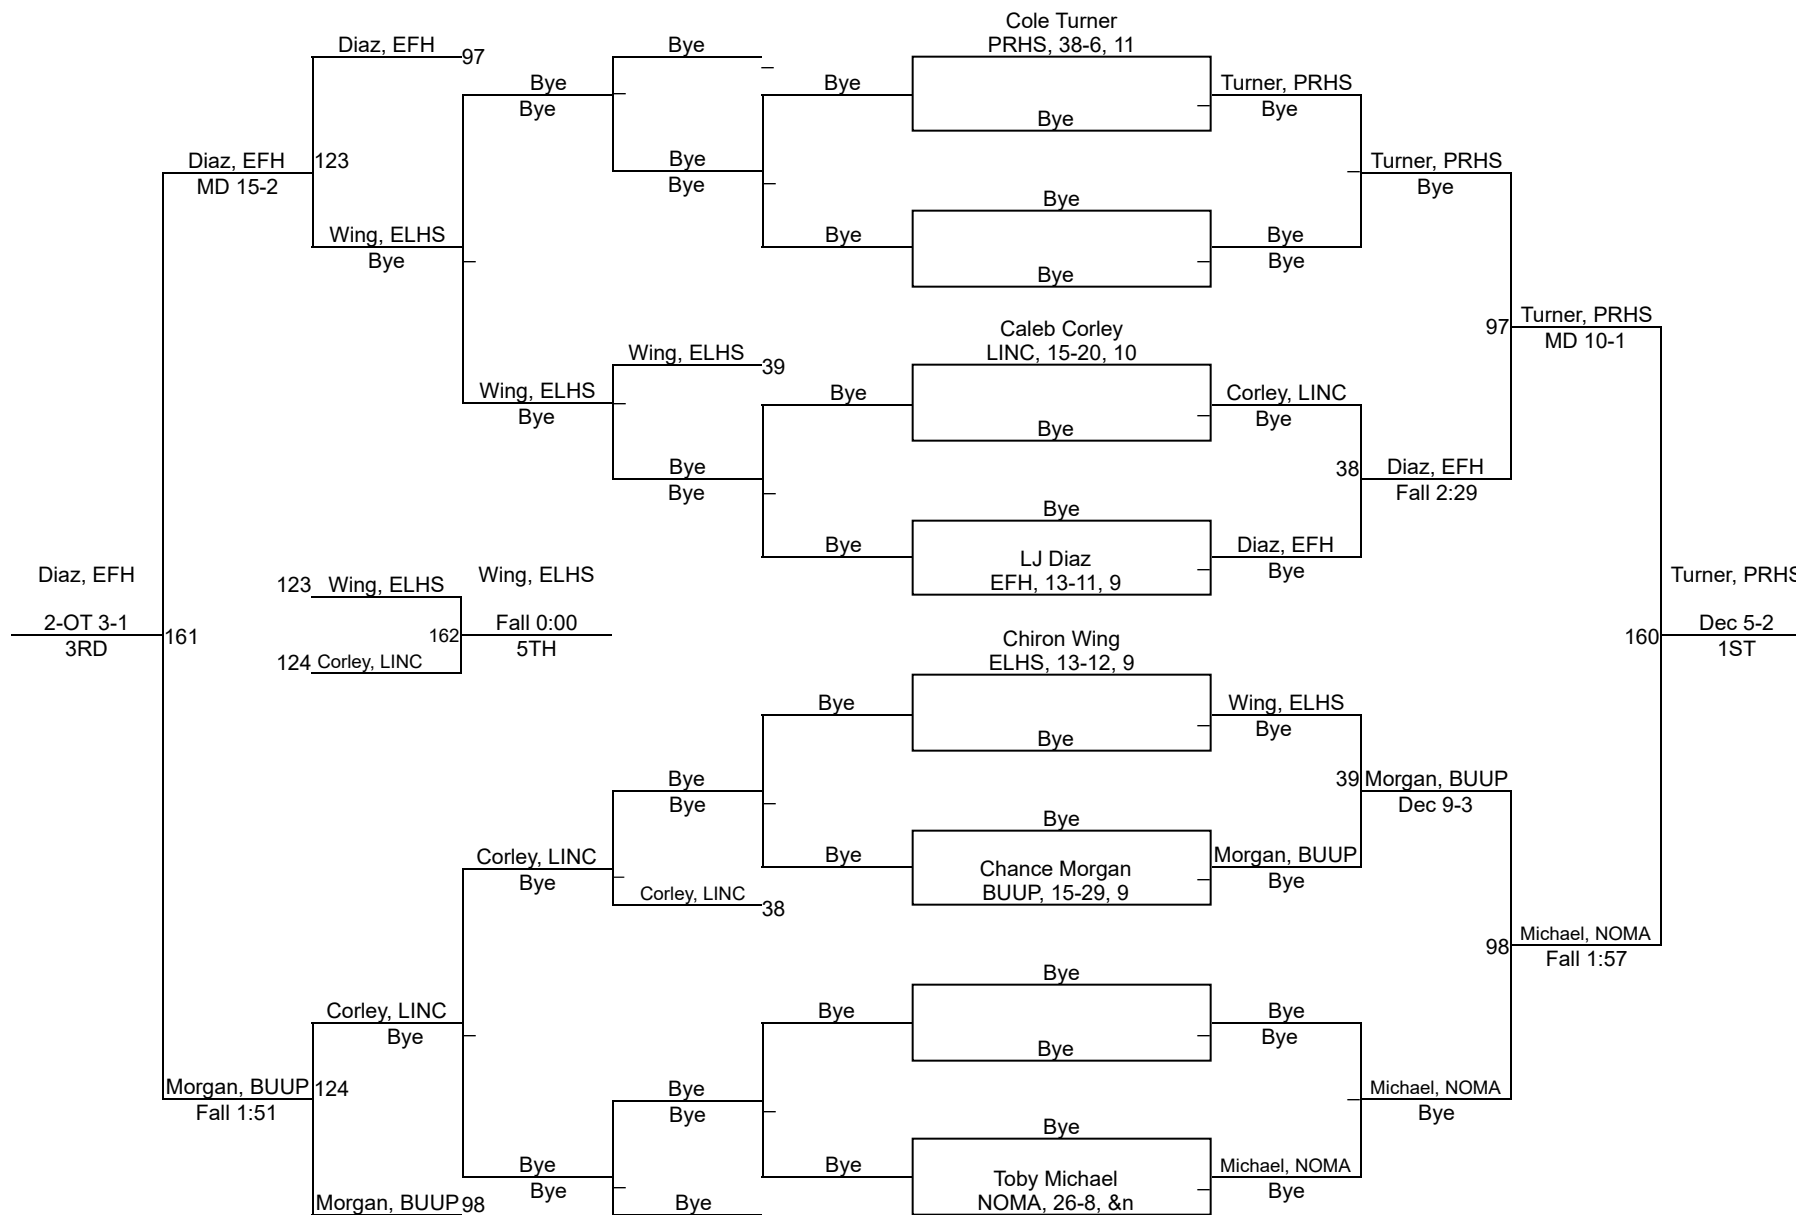 Cole Turner
Diaz, EFH
97
Bye
PRHS, 38-6, 11
Bye
Bye
Bye
Turner, PRHS
Bye
Bye
Bye
Diaz, EFH
123
MD 15-2
Bye
Bye
Turner, PRHS
Bye
Bye
Wing, ELHS
Bye
Bye
Bye
Bye
Bye
Bye
Caleb Corley
LINC, 15-20, 10
97
Turner, PRHS
MD 10-1
Wing, ELHS
39
Wing, ELHS
Bye
Bye
Bye
Corley, LINC
Bye
Bye
Bye
38
Diaz, EFH
Fall 2:29
Bye
Bye
LJ Diaz
EFH, 13-11, 9
Diaz, EFH
Bye
Diaz, EFH
2-OT 3-1
3RD
161
123
Wing, ELHS
124
Corley, LINC
162
Wing, ELHS
Fall 0:00
5TH
Turner, PRHS
160
Dec 5-2
1ST
Chiron Wing
ELHS, 13-12, 9
Bye
Bye
Wing, ELHS
Bye
Bye
Bye
39
Morgan, BUUP
Dec 9-3
Bye
Corley, LINC
Bye
Bye
Chance Morgan
BUUP, 15-29, 9
Morgan, BUUP
Bye
Corley, LINC
38
98
Michael, NOMA
Fall 1:57
Bye
Corley, LINC
Bye
Bye
Bye
Bye
Bye
Morgan, BUUP
124
Fall 1:51
Bye
Bye
Michael, NOMA
Bye
Bye
Bye
Bye
Bye
Toby Michael
NOMA, 26-8, &n
Michael, NOMA
Bye
Morgan, BUUP
98
Bye